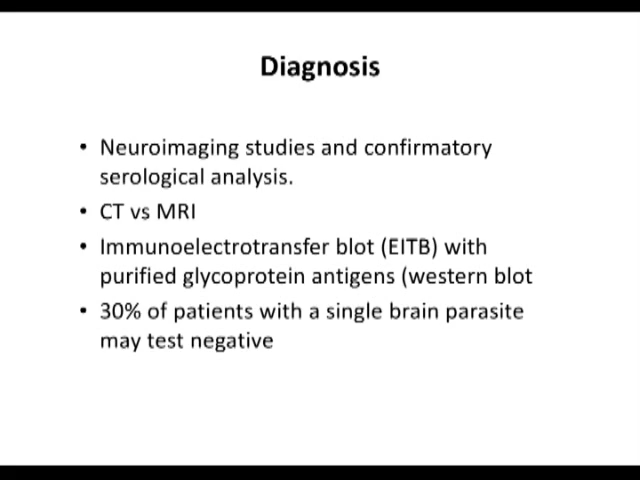 Diagnosis
• Neuroimaging studies and confirmatory
serological analysis.
• CT vs MRI
• Immunoelectrotransfer blot (EITB) with
purified glycoprotein antigens (western blot
• 30% of patients with a single brain parasite
may test negative